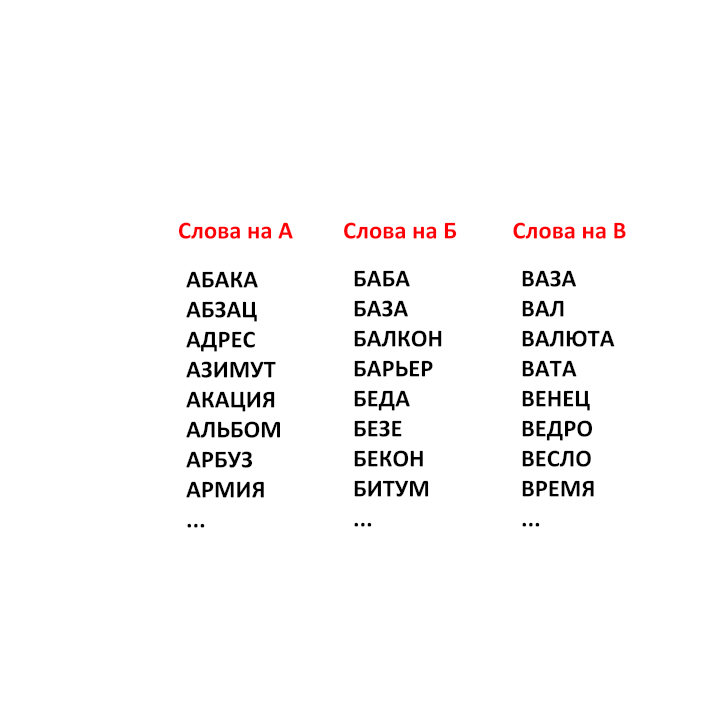 Слова на А
АБАКА
АБЗАЦ
АДРЕС
АЗИМУТ
АКАЦИЯ
АЛЬБОМ
АРБУЗ
АРМИЯ
...
Слова на Б
БАБА
БАЗА
БАЛКОН
БАРЬЕР
БЕДА
БЕЗЕ
БЕКОН
БИТУМ
...
Слова на В
ВАЗА
ВАЛ
ВАЛЮТА
ВАТА
ВЕНЕЦ
ВЕДРО
ВЕСЛО
ВРЕМЯ
...